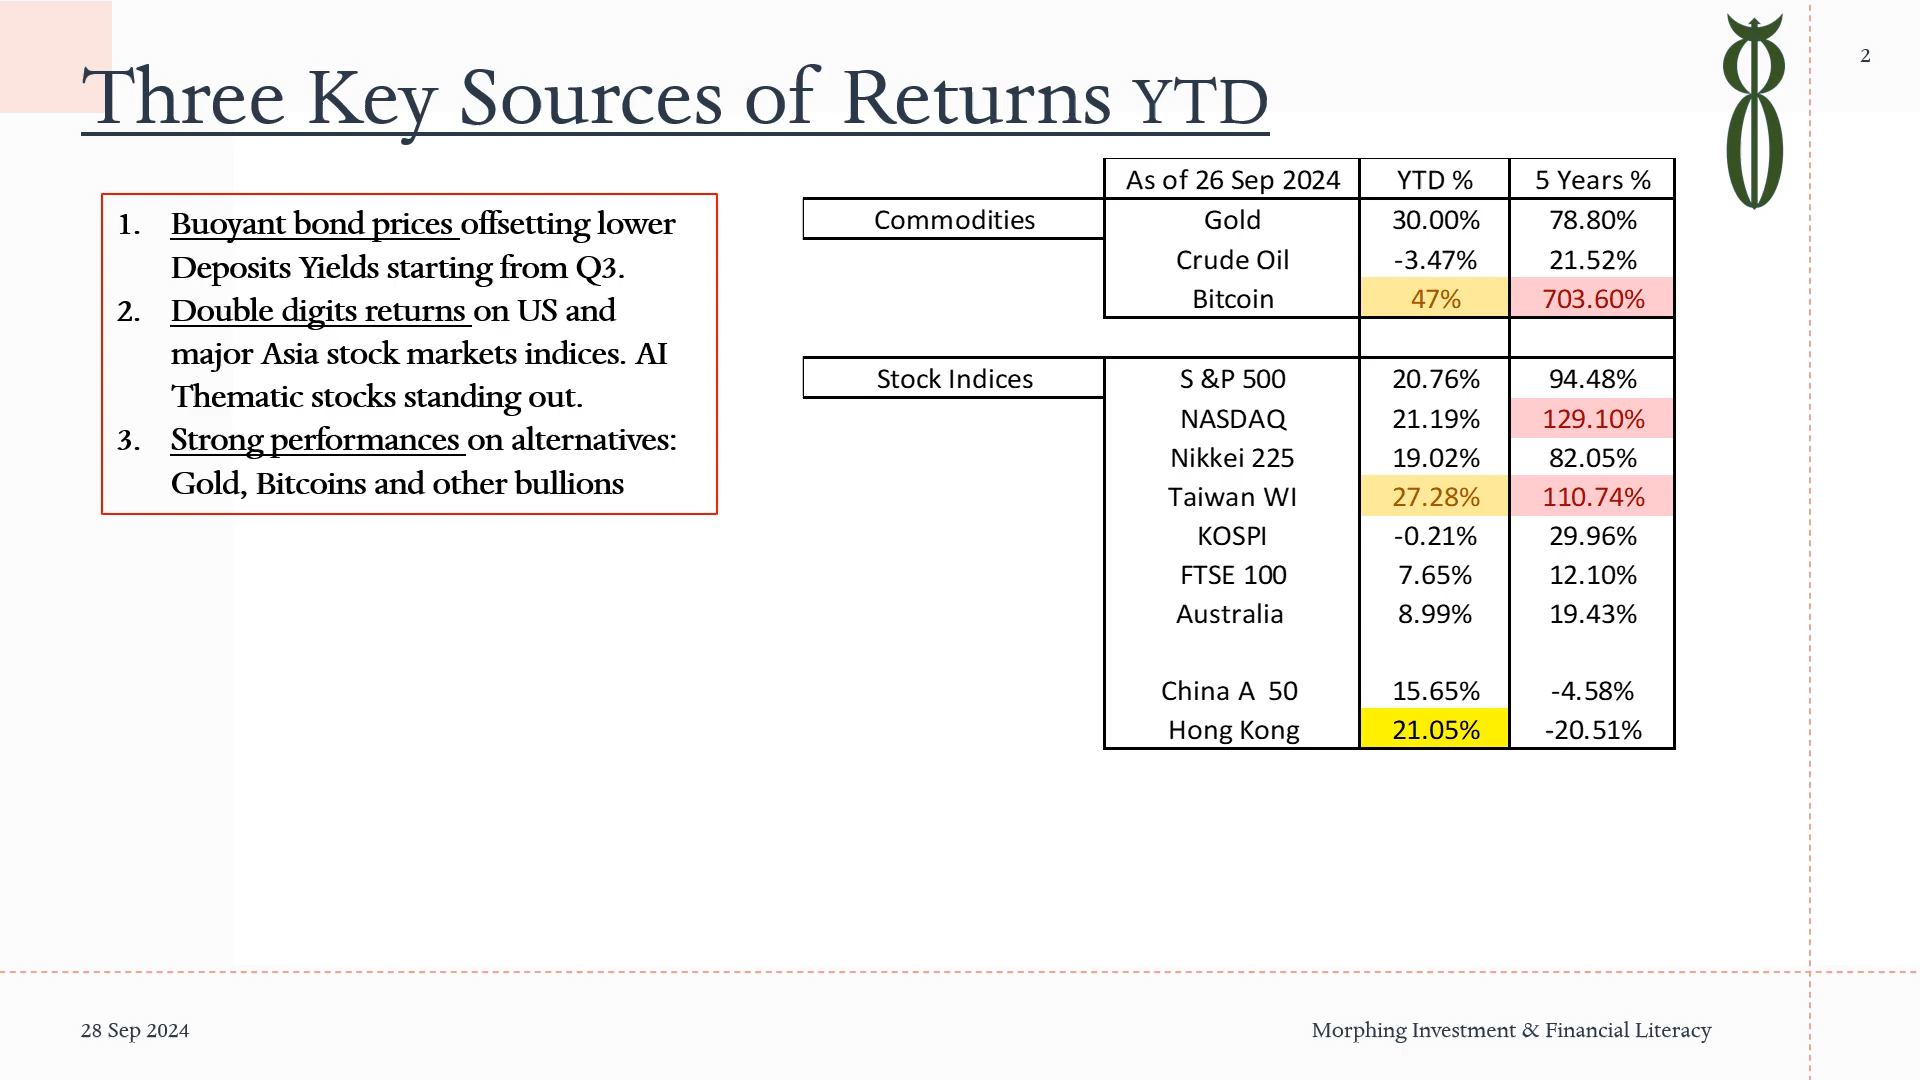 2
Three Key Sources of Returns YTD
1. Buoyant bond prices offsetting lower
Deposits Yields starting from Q3.
2. Double digits returns on US and
major Asia stock markets indices. AI
Thematic stocks standing out.
3. Strong performances on alternatives:
Gold, Bitcoins and other bullions
As of 26 Sep 2024 YTD % 5 Years %
Commodities Gold 30.00% 78.80%
Crude Oil -3.47% 21.52%
Bitcoin 47% 703.60%
Stock Indices S &P 500 20.76% 94.48%
NASDAQ 21.19% 129.10%
Nikkei 225 19.02% 82.05%
Taiwan WI 27.28% 110.74%
KOSPI -0.21% 29.96%
FTSE 100 7.65% 12.10%
Australia 8.99% 19.43%
China A 50 15.65% -4.58%
Hong Kong 21.05% -20.51%
28 Sep 2024
Morphing Investment & Financial Literacy